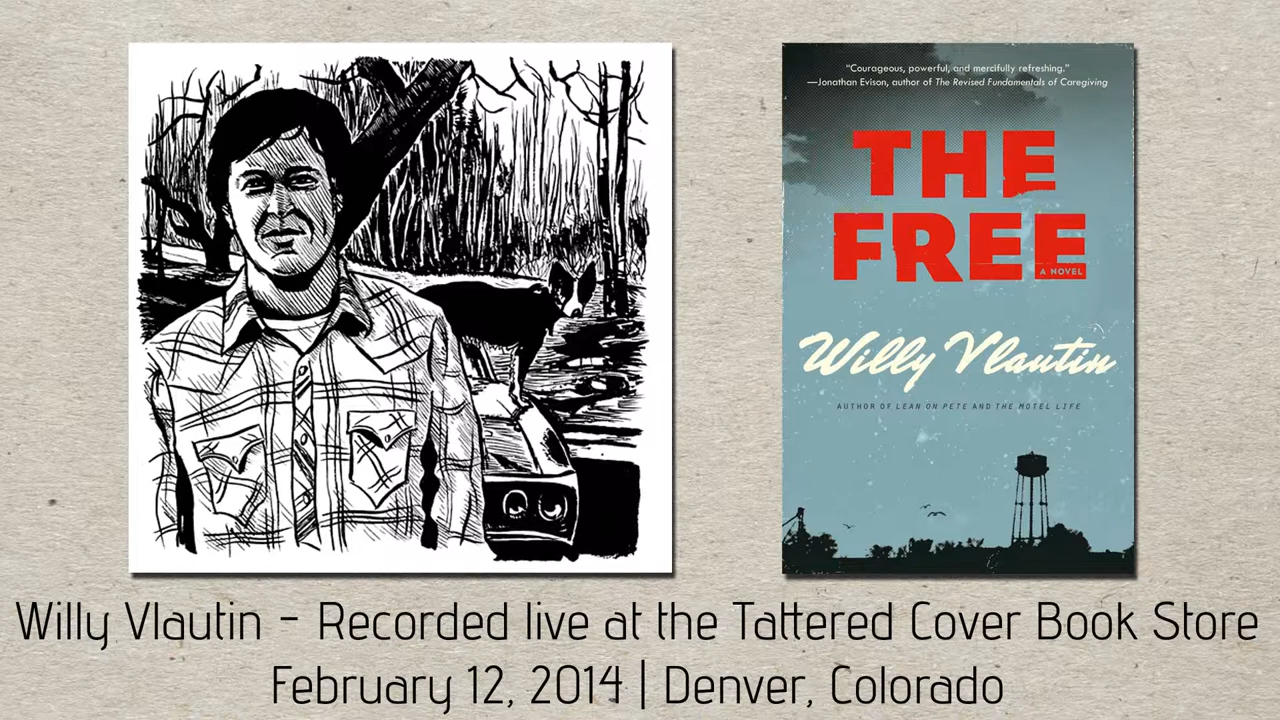 “Courageous, powerful, and mercifully refreshing.”
—Jonathan Evison, author of The Revised Fundamentals of Caregiving
THE
FREE
A NOVEL
Willy Vlautin
AUTHOR OF LEAN ON PETE AND THE MOTEL LIFE
Willy Vlautin - Recorded live at the Tattered Cover Book Store
February 12, 2014 | Denver, Colorado